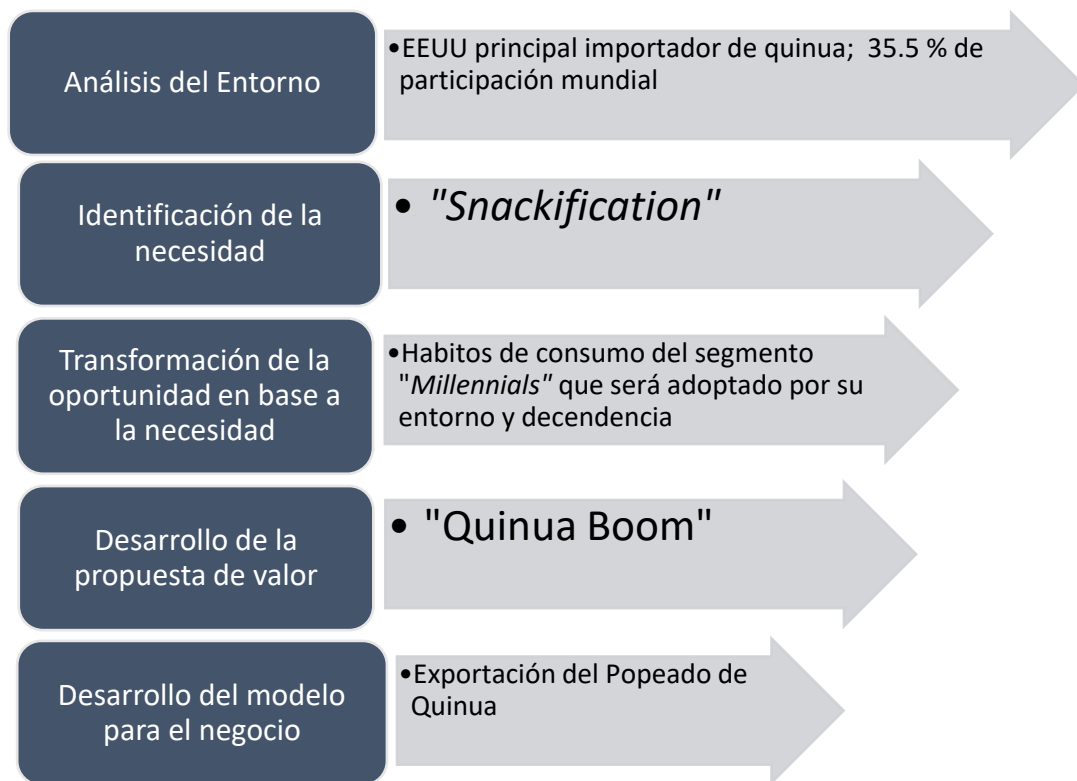 Análisis del Entorno
•EEUU principal importador de quinua;  35.5 % de
participación mundial
Identificación de la
necesidad
• "Snackification"
Transformación de la
oportunidad en base a
la necesidad
•Habitos de consumo del segmento
"Millennials" que será adoptado por su
entorno y decendencia
Desarrollo de la
propuesta de valor
• "Quinua Boom"
Desarrollo del modelo
para el negocio
•Exportación del Popeado de
Quinua